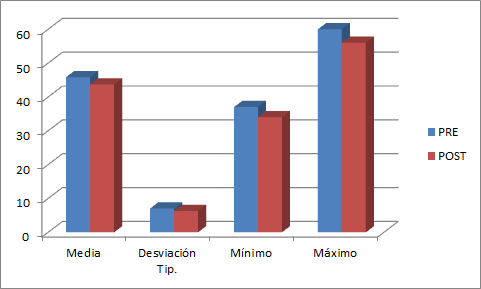 60
50
40
30
20
10
0
Media
Desviación
Tip.
Mínimo
Máximo
PRE
POST